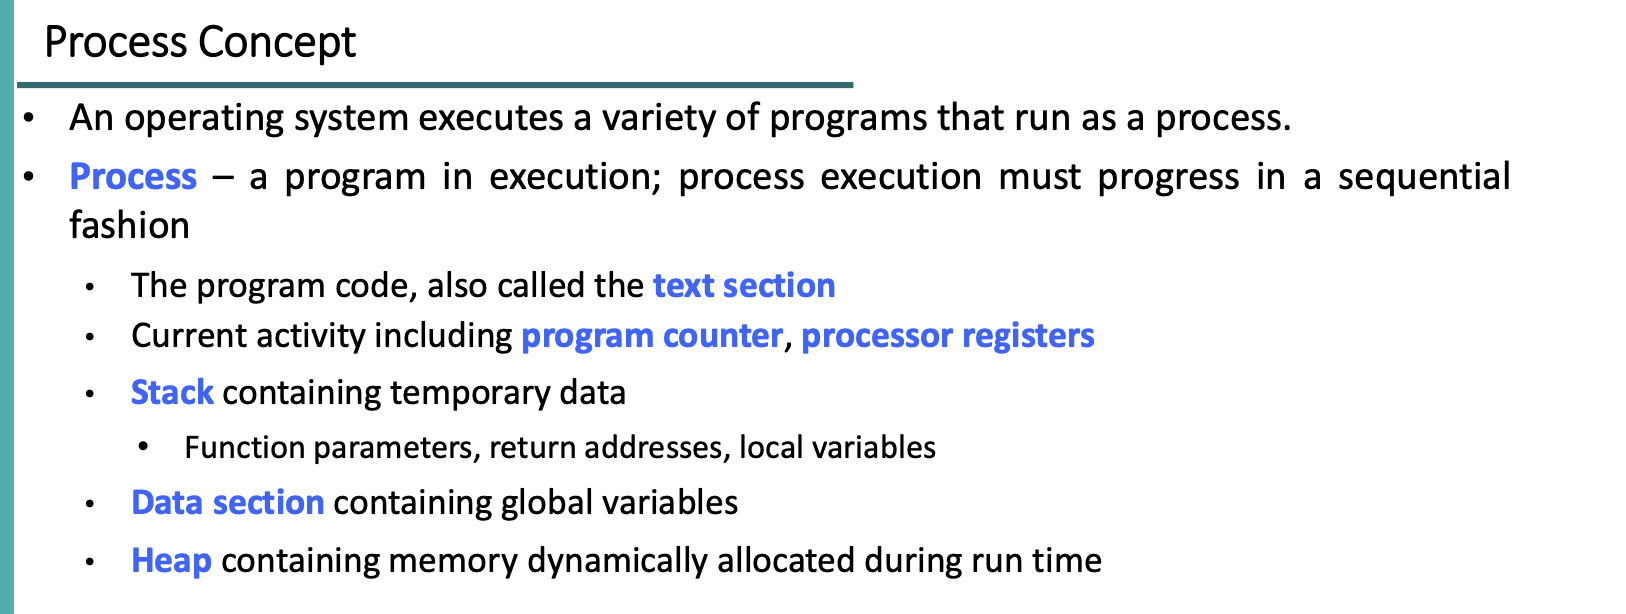 Process Concept
• An operating system executes a variety of programs that run as a process.
• Process – a program in execution; process execution must progress in a sequential
fashion
• The program code, also called the text section
• Current activity including program counter, processor registers
• Stack containing temporary data
• Function parameters, return addresses, local variables
• Data section containing global variables
• Heap containing memory dynamically allocated during run time